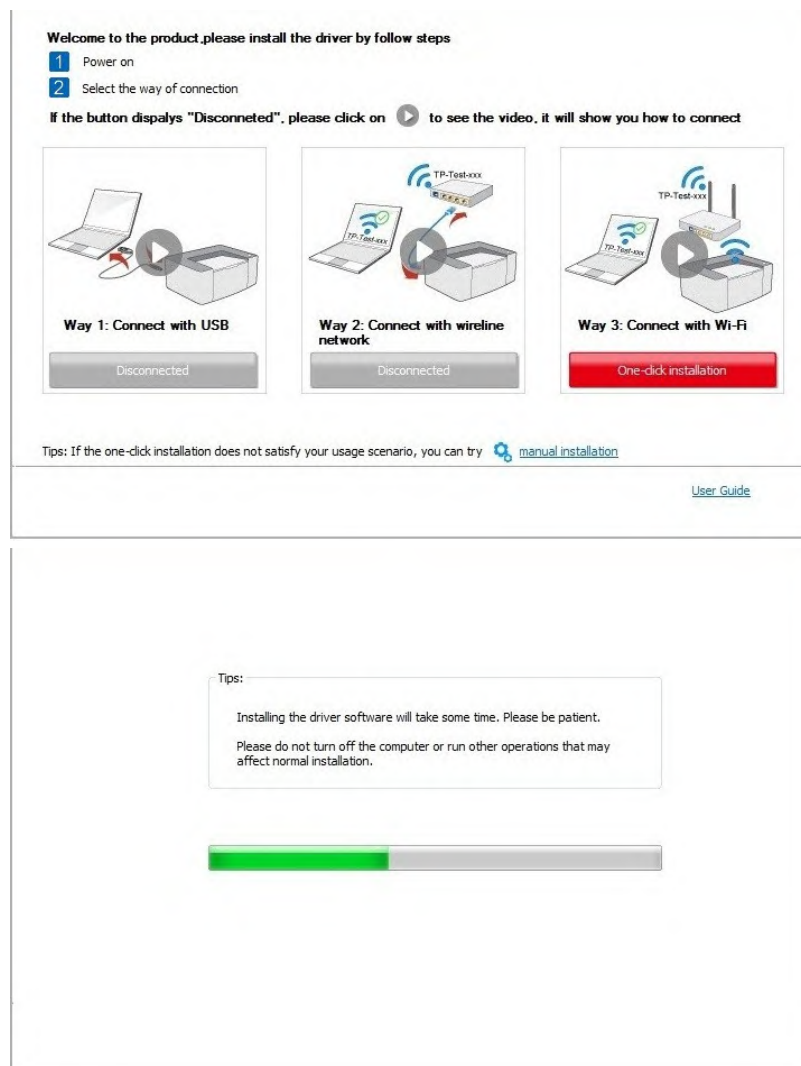 Welcome to the product,please install the driver by follow steps
1 Power on
2 Select the way of connection
If the button dispalys "Disconneted", please click on to see the video, it will show you how to connect
TP-Test-xxx
TP-Test-xxx
Way 1: Connect with USB
Disconnected
TP-Test-xxx
TP-Test-xxx
Way 2: Connect with wireline
network
Disconnected
Way 3: Connect with Wi-Fi
One-click installation
Tips: If the one-click installation does not satisfy your usage scenario, you can try manual installation
User Guide
Tips:
Installing the driver software will take some time. Please be patient.
Please do not turn off the computer or run other operations that may
affect normal installation.